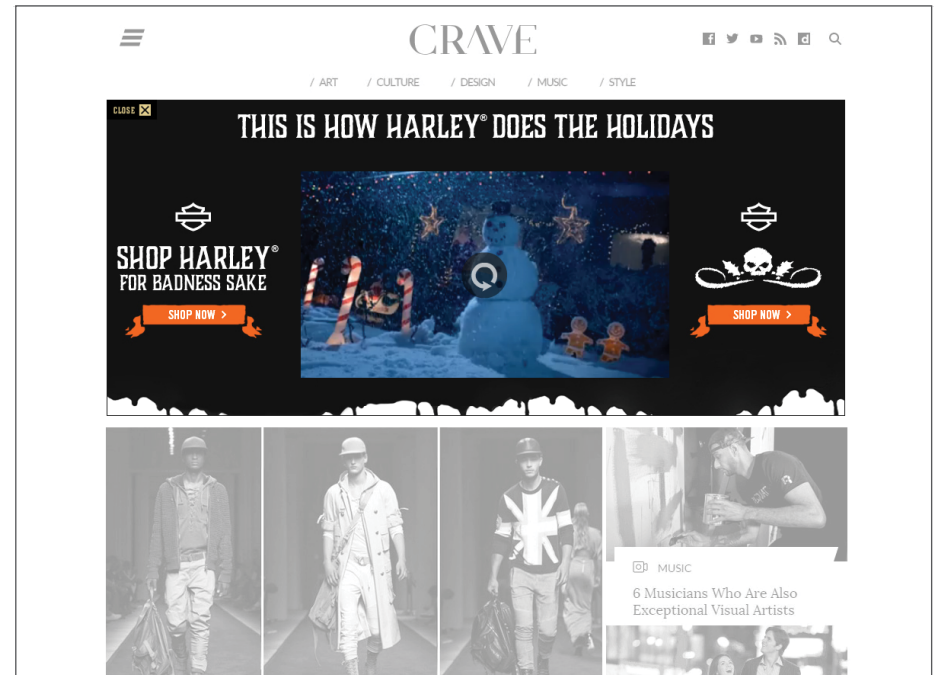 CRAVE
/ ART / CULTURE / DESIGN / MUSIC / STYLE
CLOSE X
THIS IS HOW HARLEY® DOES THE HOLIDAYS
SHOP HARLEY®
FOR BADNESS SAKE
SHOP NOW >
SHOP NOW >
MUSIC
6 Musicians Who Are Also
Exceptional Visual Artists